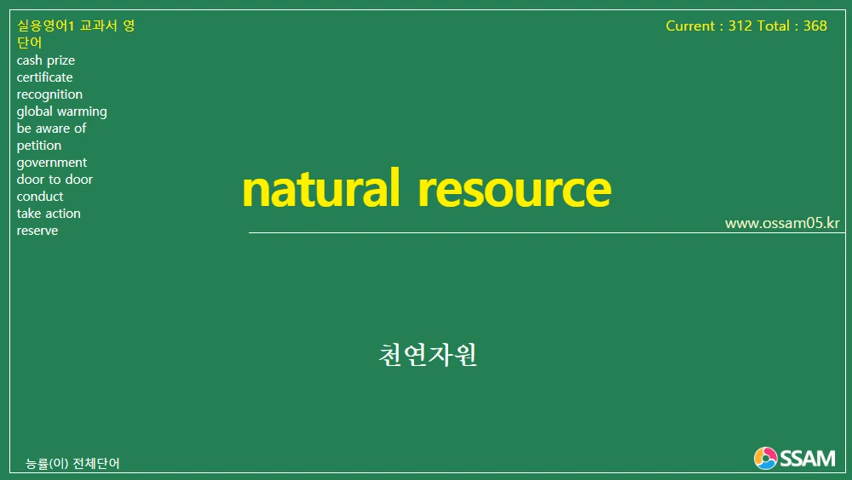 실용영어1 교과서 영
단어
cash prize
certificate
recognition
global warming
be aware of
petition
government
door to door
conduct
take action
reserve
Current : 312 Total : 368
natural resource
www.ossam05.kr
천연자원
능률(이) 전체단어
OSSAM